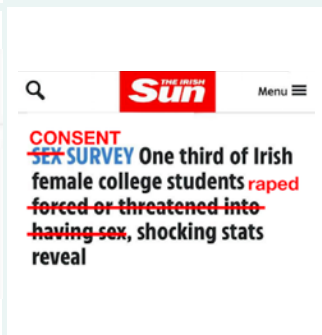 THE IRISH
Sun
Menu
CONSENT
SEX SURVEY One third of Irish
female college students raped
forced or threatened into
having sex, shocking stats
reveal